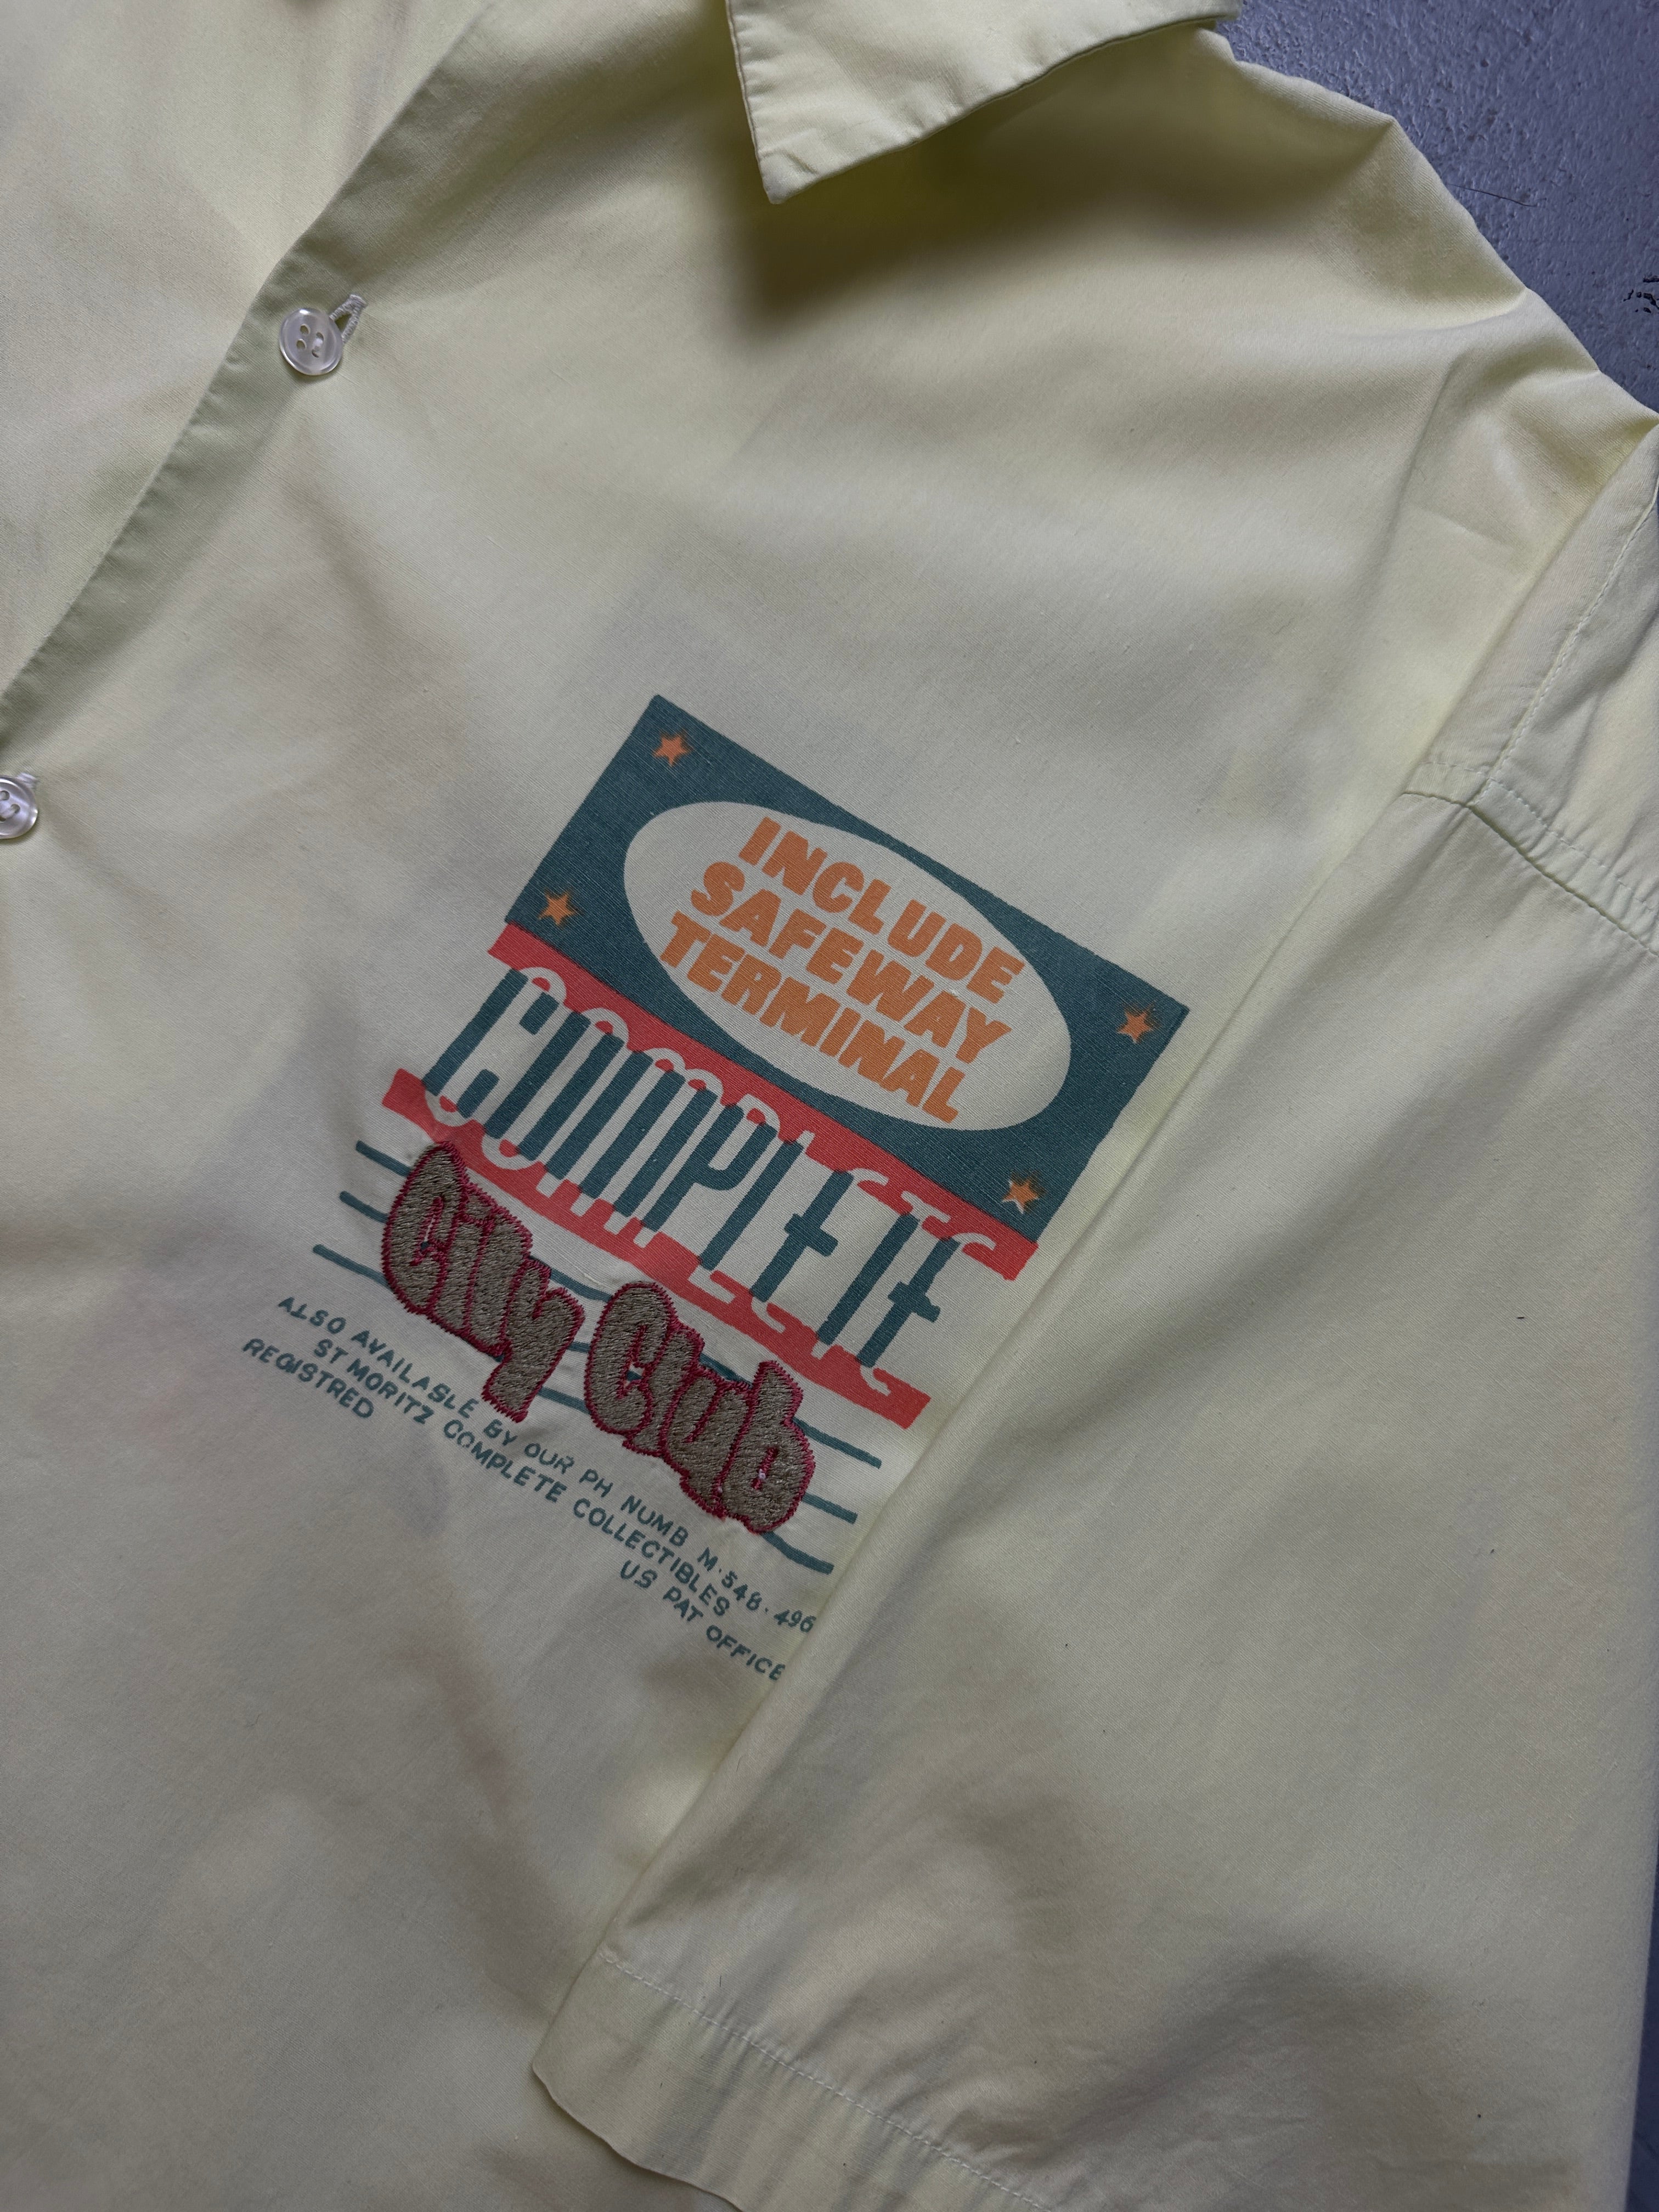 INCLUDE
SAFEWAY
TERMINAL
COMPLETE
City Club
ALSO AVAILASLE BY OUR PH NUMB M·548·496
ST MORITZ COMPLETE COLLECTIBLES
REGISTRED US PAT OFFICE